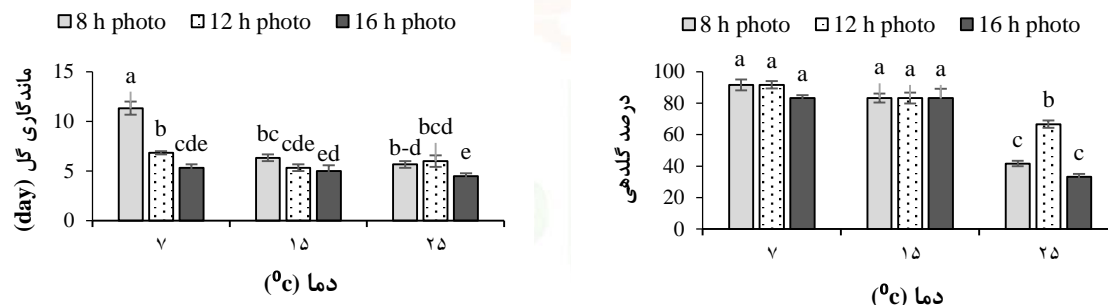 8 h photo 12 h photo 16 h photo
ماندگاری گل (day))
15
10
5
0
a
b
cde
bc
cde
ed
b-d
bcd
e
۷ ۱۵ ۲۵
دما (⁰c)
8 h photo 12 h photo 16 h photo
درصد گلدهی
100
80
60
40
20
0
a a a
a a a
c b c
۷ ۱۵ ۲۵
دما (⁰c)